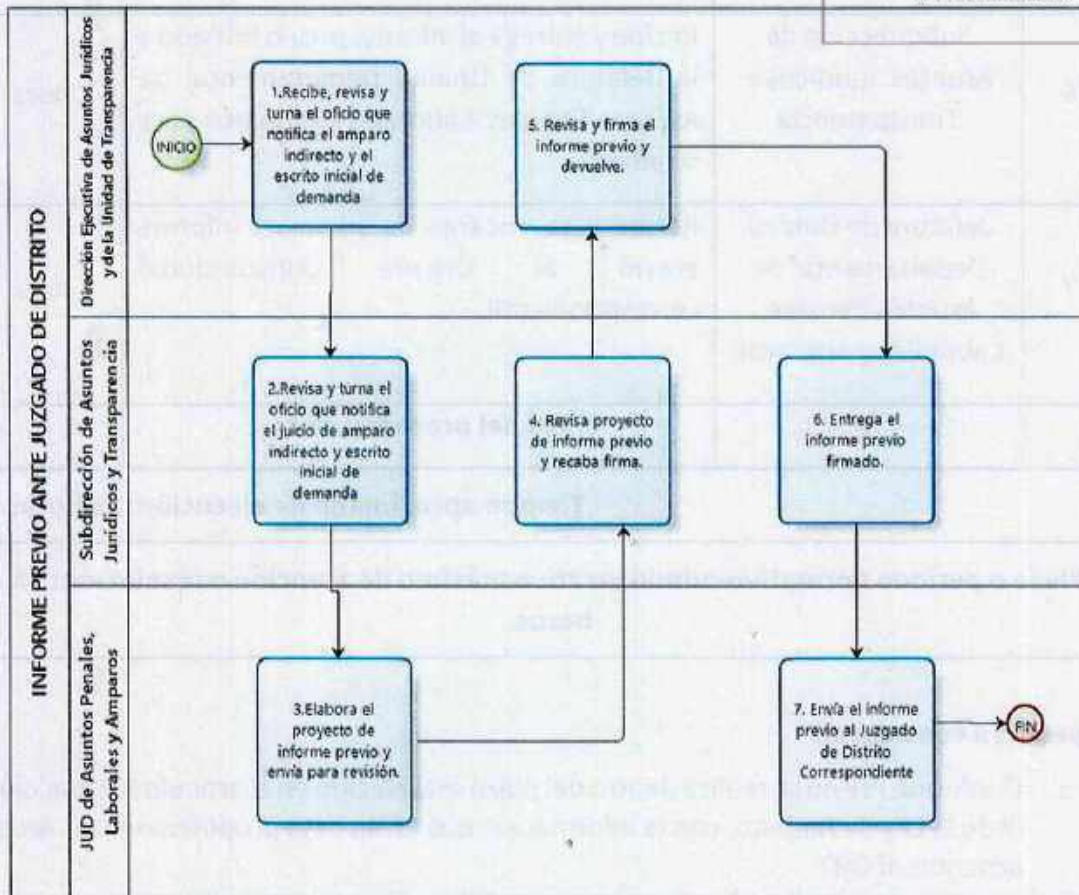 INFORME PREVIO ANTE JUZGADO DE DISTRITO
Dirección Ejecutiva de Asuntos Jurídicos
y de la Unidad de Transparencia
INICIO
1.Recibe, revisa y
turna el oficio que
notifica el amparo
indirecto y el
escrito inicial de
demanda
5. Revisa y firma el
informe previo y
devuelve.
Subdirección de Asuntos
Jurídicos y Transparencia
2.Revisa y turna el
oficio que notifica
el juicio de amparo
indirecto y escrito
inicial de
demanda
4. Revisa proyecto
de informe previo
y recaba firma.
6. Entrega el
informe previo
firmado.
JUD de Asuntos Penales,
Laborales y Amparos
3.Elabora el
proyecto de
informe previo y
envía para revisión.
7. Envía el informe
previo al Juzgado
de Distrito
Correspondiente
FIN